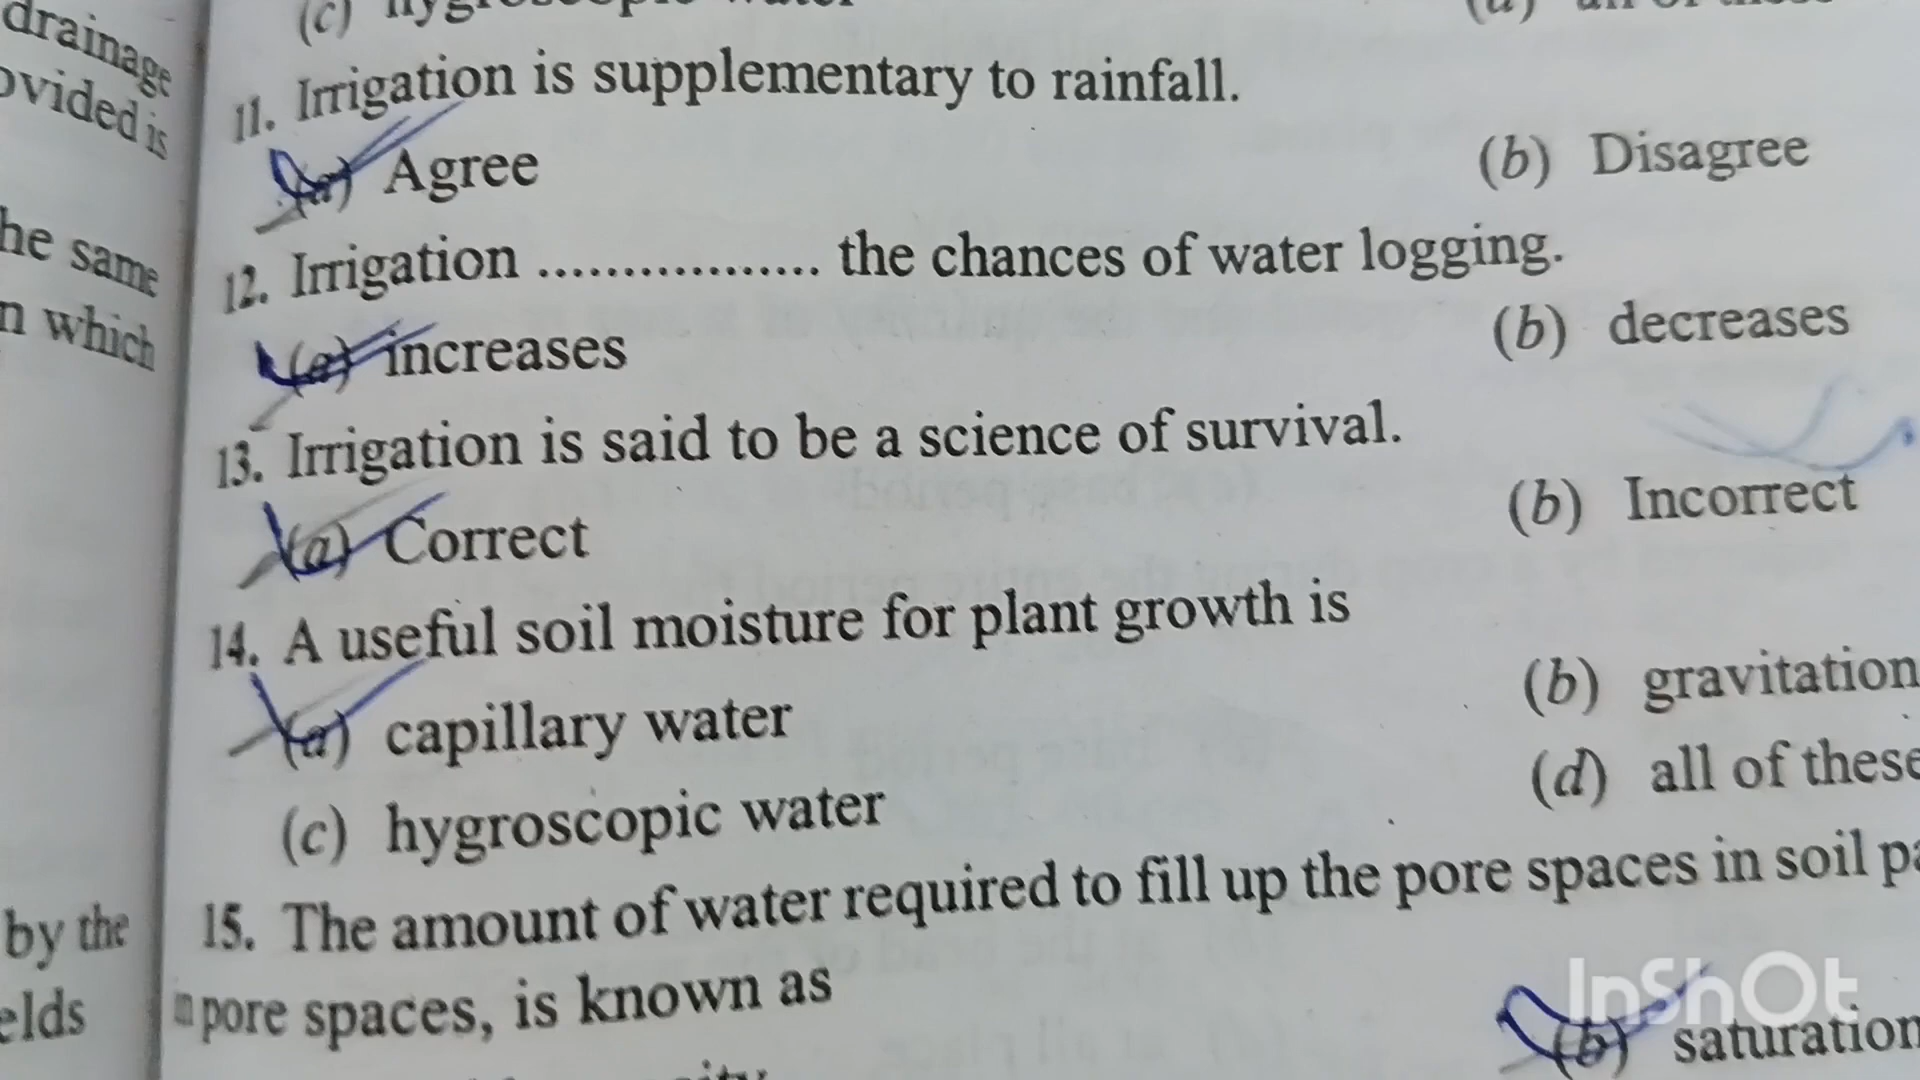 drainage
is
he same
n which
by the
elds
11. Irrigation is supplementary to rainfall.
(a) Agree (b) Disagree
12. Irrigation ................. the chances of water logging.
(a) increases (b) decreases
13. Irrigation is said to be a science of survival.
(a) Correct (b) Incorrect
14. A useful soil moisture for plant growth is
(a) capillary water (b) gravitation
(c) hygroscopic water (d) all of these
15. The amount of water required to fill up the pore spaces in soil pa
pore spaces, is known as
(b) saturation
InShOt